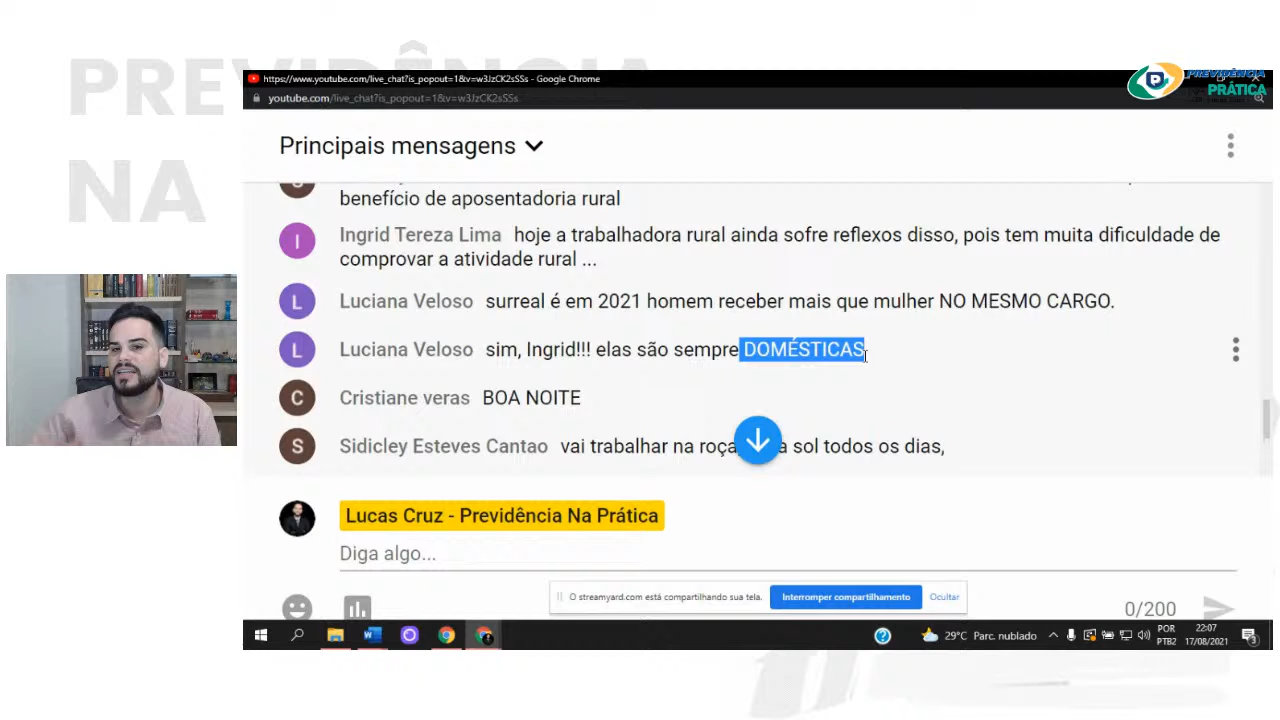 PREVIDÊNCIA
NA
PREVIDÊNCIA
PRÁTICA
https://www.youtube.com/live_chat?is_popout=1&v=w3JzCK2sSSs - Google Chrome
youtube.com/live_chat?is_popout=1&v=w3JzCK2sSSs
Principais mensagens
benefício de aposentadoria rural
Ingrid Tereza Lima hoje a trabalhadora rural ainda sofre reflexos disso, pois tem muita dificuldade de
comprovar a atividade rural ...
Luciana Veloso surreal é em 2021 homem receber mais que mulher NO MESMO CARGO.
Luciana Veloso sim, Ingrid!!! elas são sempre DOMÉSTICAS
Cristiane veras BOA NOITE
Sidicley Esteves Cantao vai trabalhar na roça sol todos os dias,
Lucas Cruz - Previdência Na Prática
Diga algo...
O streamyard.com está compartilhando sua tela. Interromper compartilhamento Ocultar
0/200
29°C Parc. nublado
POR
PTB2
22:07
17/08/2021